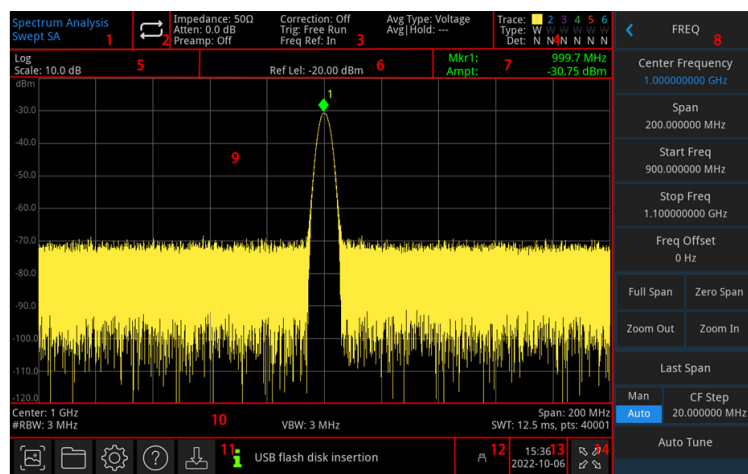 Spectrum Analysis
Swept SA
1
2
Impedance: 50Ω
Atten: 0.0 dB
Preamp: Off
Correction: Off
Trig: Free Run
Freq Ref: In
3
Avg Type: Voltage
Avg|Hold: ---
Trace: 1 2 3 4 5 6
Type: W W W W W W
Det: N N N N N N
4
Log
Scale: 10.0 dB
5
Ref Lel: -20.00 dBm
6
Mkr1: 999.7 MHz
Ampt: -30.75 dBm
7
dBm
1
-30.0
-40.0
9
-50.0
-60.0
-70.0
-80.0
-90.0
-100.0
-110.0
-120.0
Center: 1 GHz
#RBW: 3 MHz
10
VBW: 3 MHz
Span: 200 MHz
SWT: 12.5 ms, pts: 40001
?
11
i
USB flash disk insertion
12
15:36
2022-10-06
13
14
FREQ
8
Center Frequency
1.000000000 GHz
Span
200.000000 MHz
Start Freq
900.000000 MHz
Stop Freq
1.100000000 GHz
Freq Offset
0 Hz
Full Span
Zero Span
Zoom Out
Zoom In
Last Span
Man
Auto
CF Step
20.000000 MHz
Auto Tune